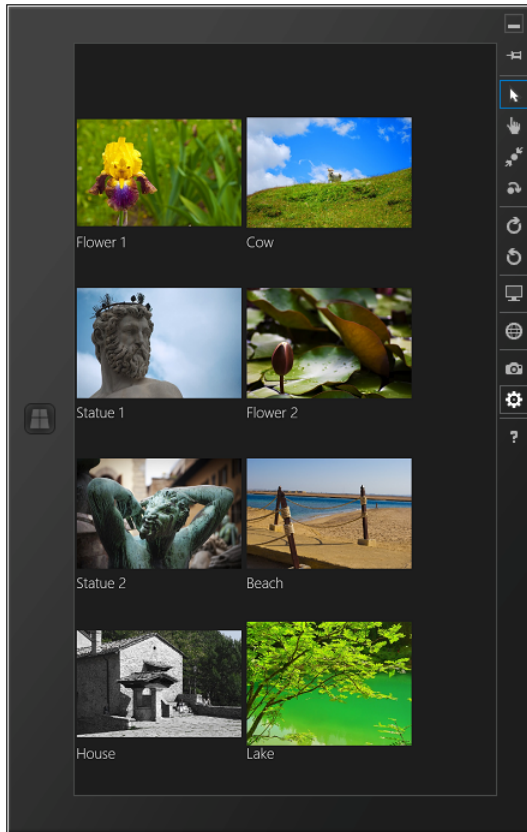 Flower 1
Cow
Statue 1
Flower 2
Statue 2
Beach
House
Lake
?